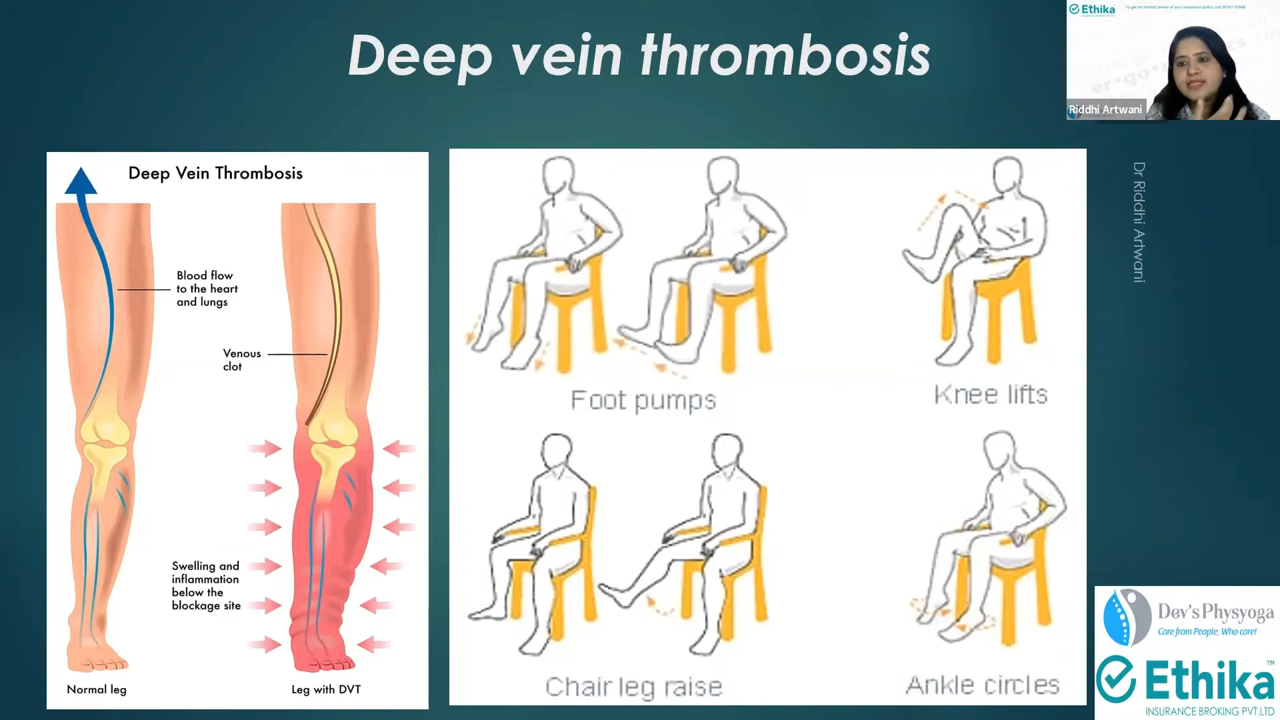 Deep vein thrombosis
Ethika
Riddhi Artwani
Dr Riddhi Artwani
Deep Vein Thrombosis
Blood flow
to the heart
and lungs
Venous
clot
Swelling and
inflammation
below the
blockage site
Normal leg
Leg with DVT
Foot pumps
Knee lifts
Chair leg raise
Ankle circles
Dev's Physyoga
Care from People, Who care!
Ethika
INSURANCE BROKING PVT.LTD